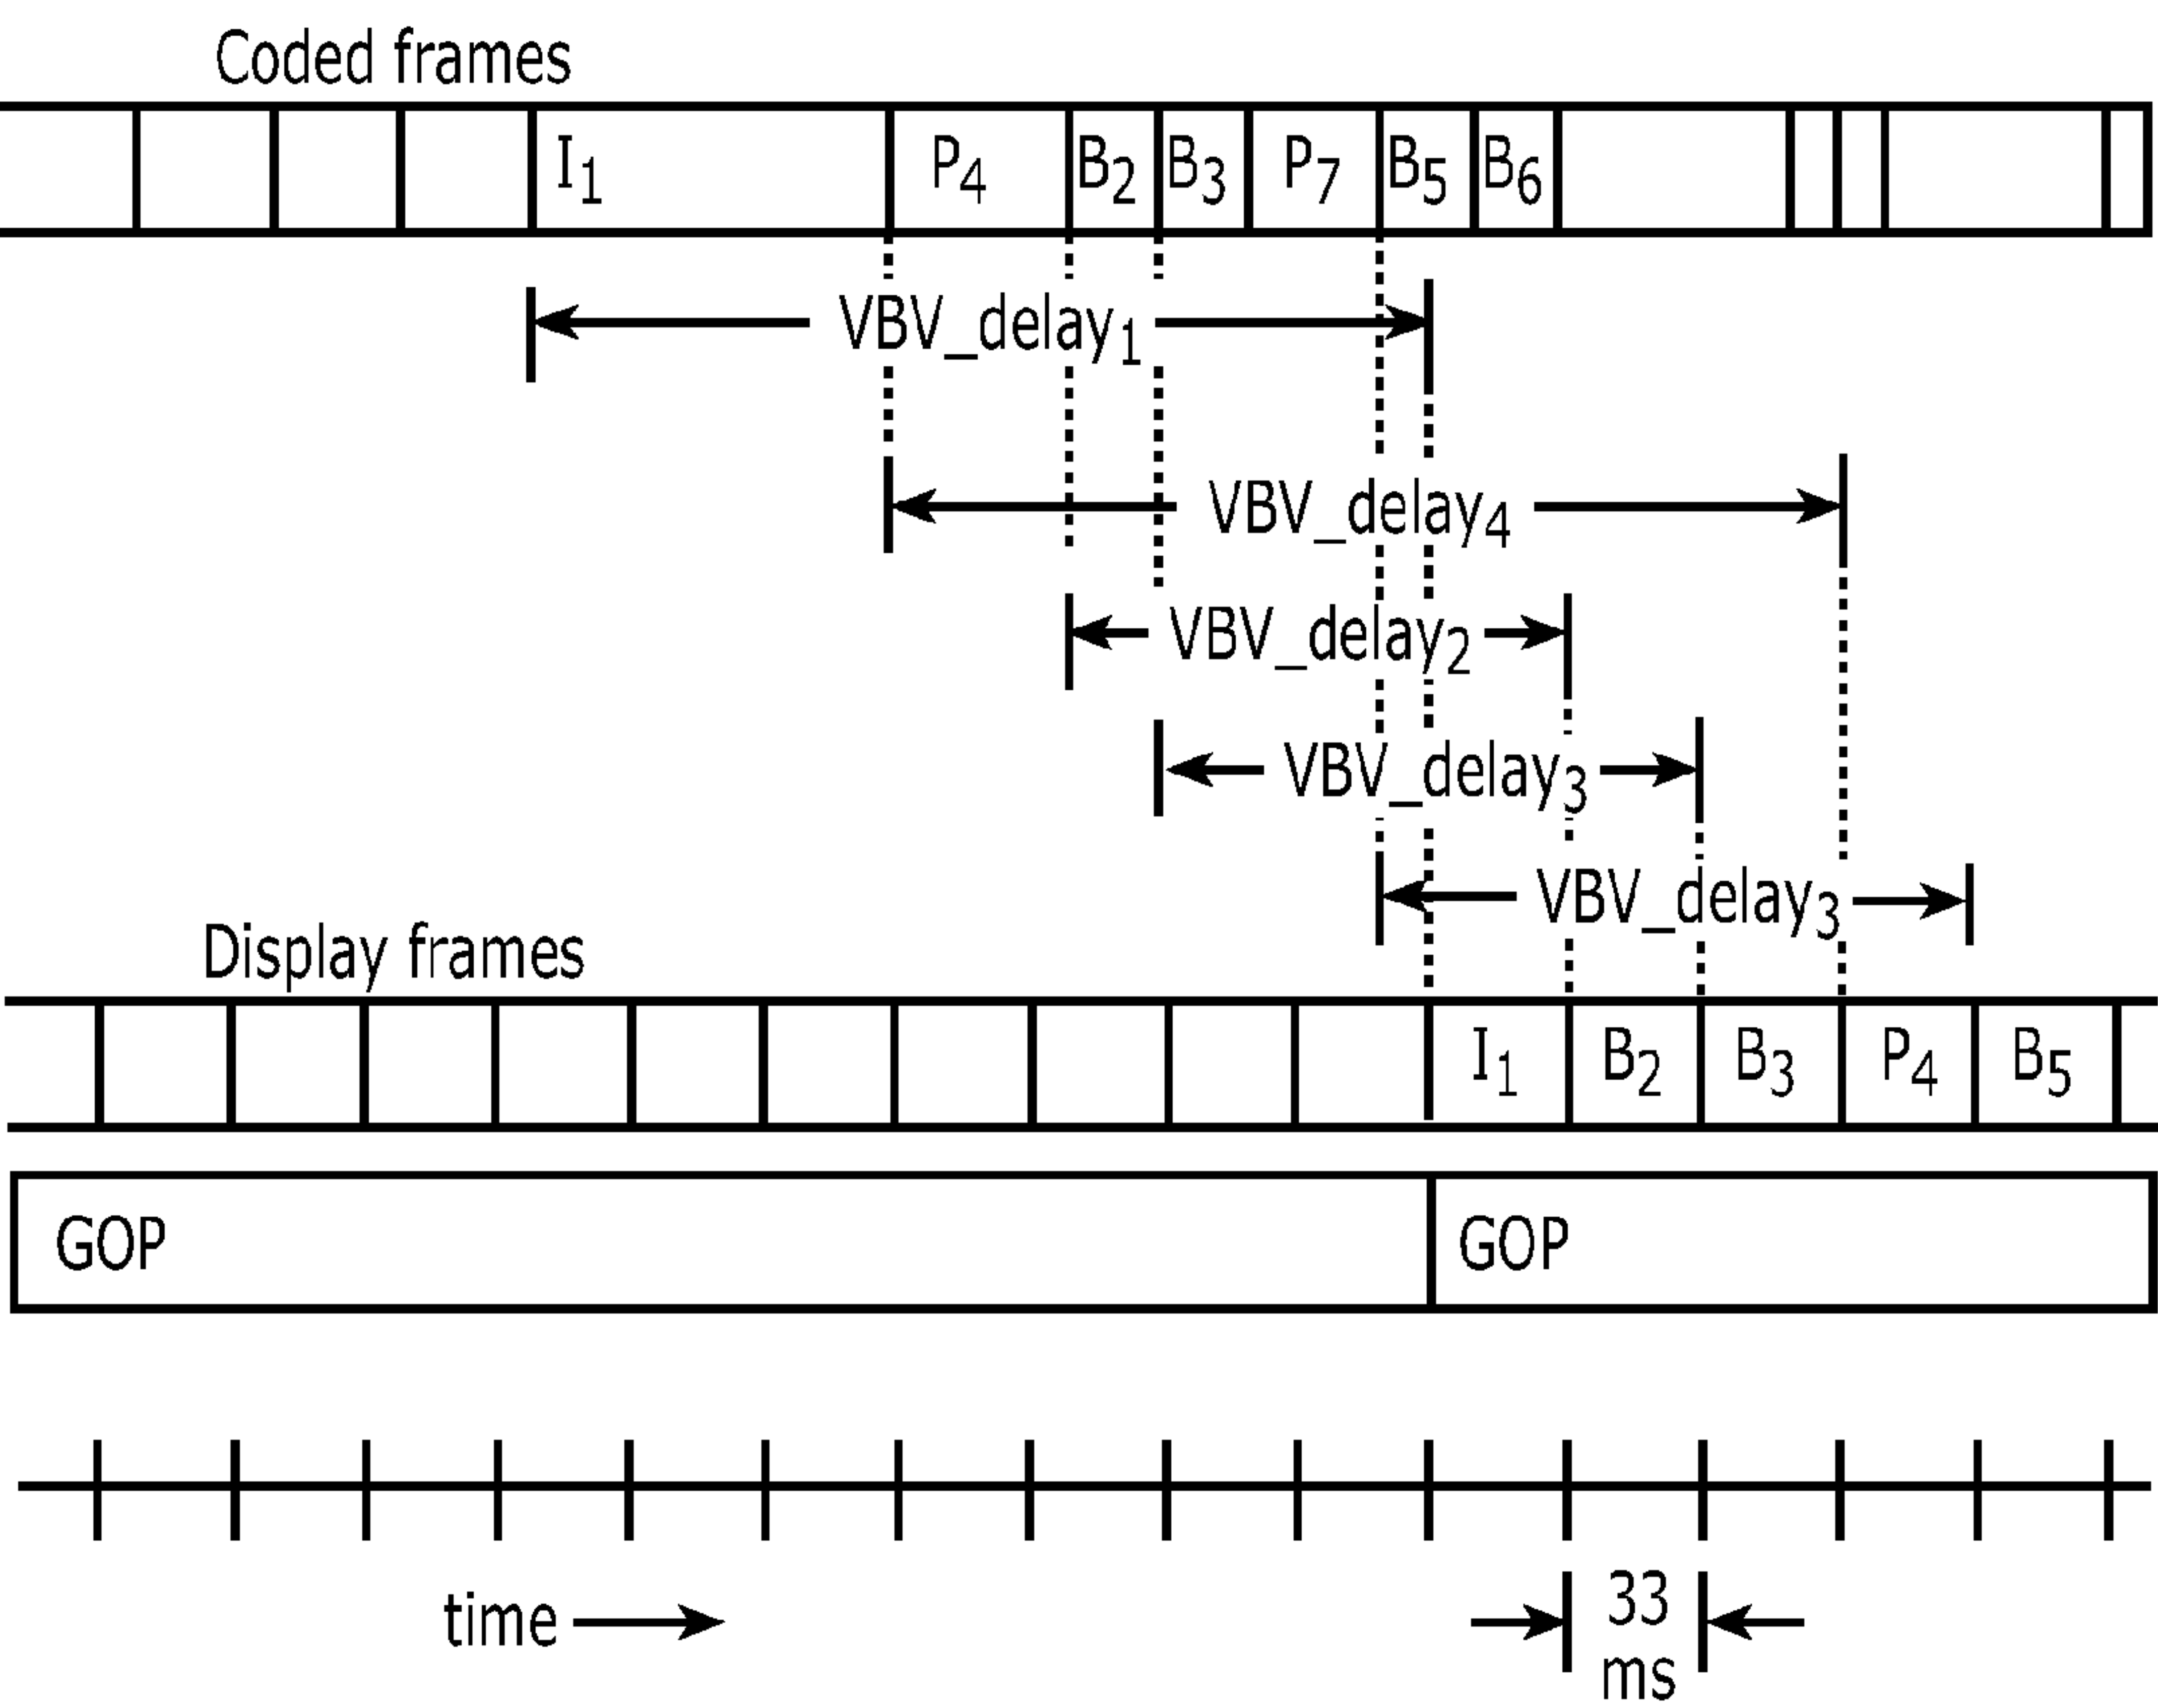 Coded frames
I1 P4 B2 B3 P7 B5 B6
VBV_delay1
VBV_delay4
VBV_delay2
VBV_delay3
VBV_delay3
Display frames
I1 B2 B3 P4 B5
GOP GOP
time
33
ms